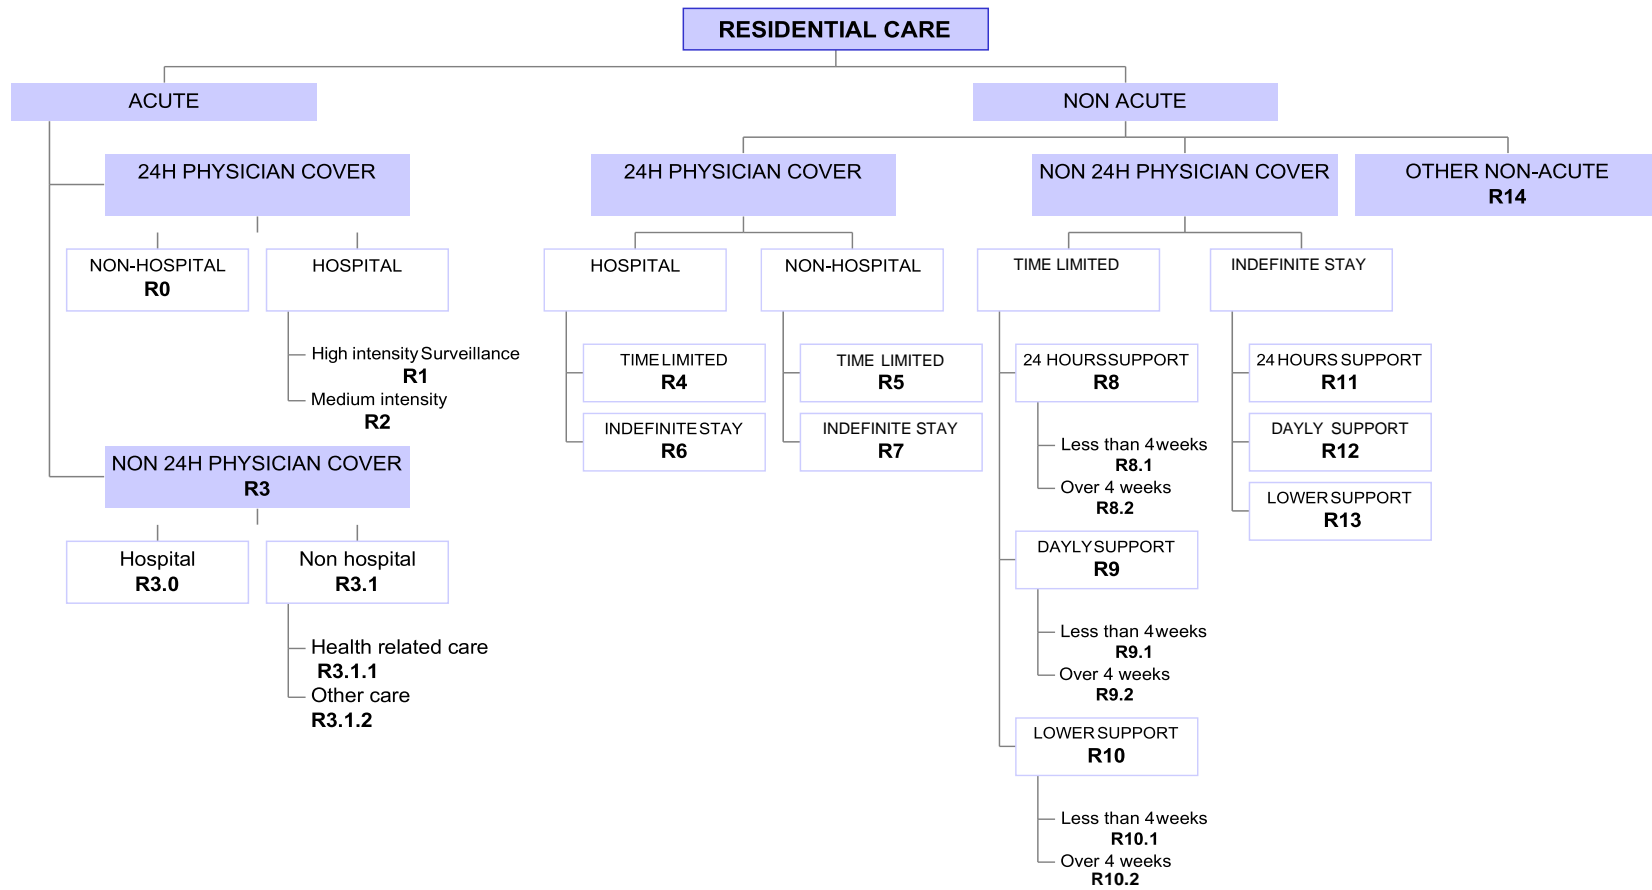 RESIDENTIAL CARE
ACUTE
24H PHYSICIAN COVER
NON-HOSPITAL
R0
HOSPITAL
High intensity Surveillance
R1
Medium intensity
R2
NON 24H PHYSICIAN COVER
R3
Hospital
R3.0
Non hospital
R3.1
Health related care
R3.1.1
Other care
R3.1.2
NON ACUTE
24H PHYSICIAN COVER
HOSPITAL
TIME LIMITED
R4
INDEFINITE STAY
R6
NON-HOSPITAL
TIME LIMITED
R5
INDEFINITE STAY
R7
NON 24H PHYSICIAN COVER
TIME LIMITED
24 HOURS SUPPORT
R8
Less than 4 weeks
R8.1
Over 4 weeks
R8.2
DAYLY SUPPORT
R9
Less than 4 weeks
R9.1
Over 4 weeks
R9.2
LOWER SUPPORT
R10
Less than 4 weeks
R10.1
Over 4 weeks
R10.2
INDEFINITE STAY
24 HOURS SUPPORT
R11
DAYLY SUPPORT
R12
LOWER SUPPORT
R13
OTHER NON-ACUTE
R14